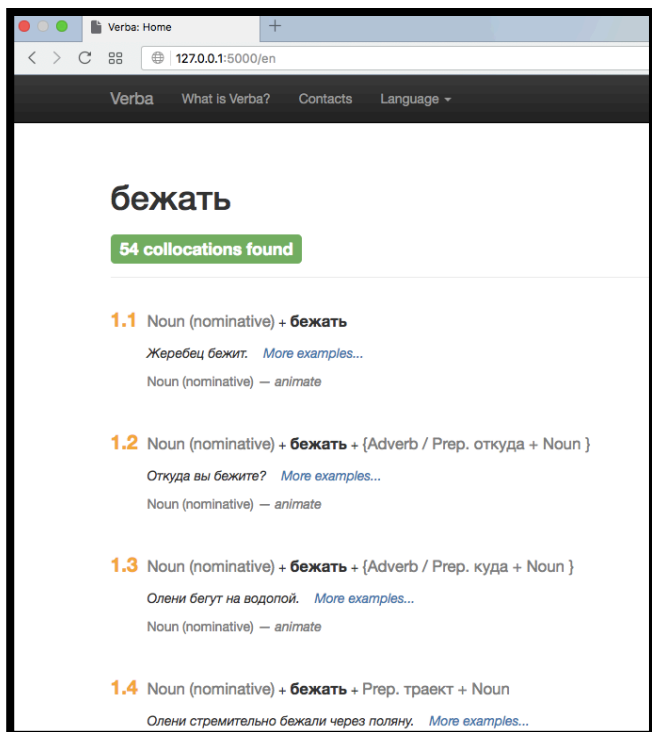 Verba: Home
127.0.0.1:5000/en
Verba What is Verba? Contacts Language
бежать
54 collocations found
1.1 Noun (nominative) + бежать
Жеребец бежит. More examples...
Noun (nominative) — animate
1.2 Noun (nominative) + бежать + {Adverb / Prep. откуда + Noun }
Откуда вы бежите? More examples...
Noun (nominative) — animate
1.3 Noun (nominative) + бежать + {Adverb / Prep. куда + Noun }
Олени бегут на водопой. More examples...
Noun (nominative) — animate
1.4 Noun (nominative) + бежать + Prep. траект + Noun
Олени стремительно бежали через поляну. More examples...